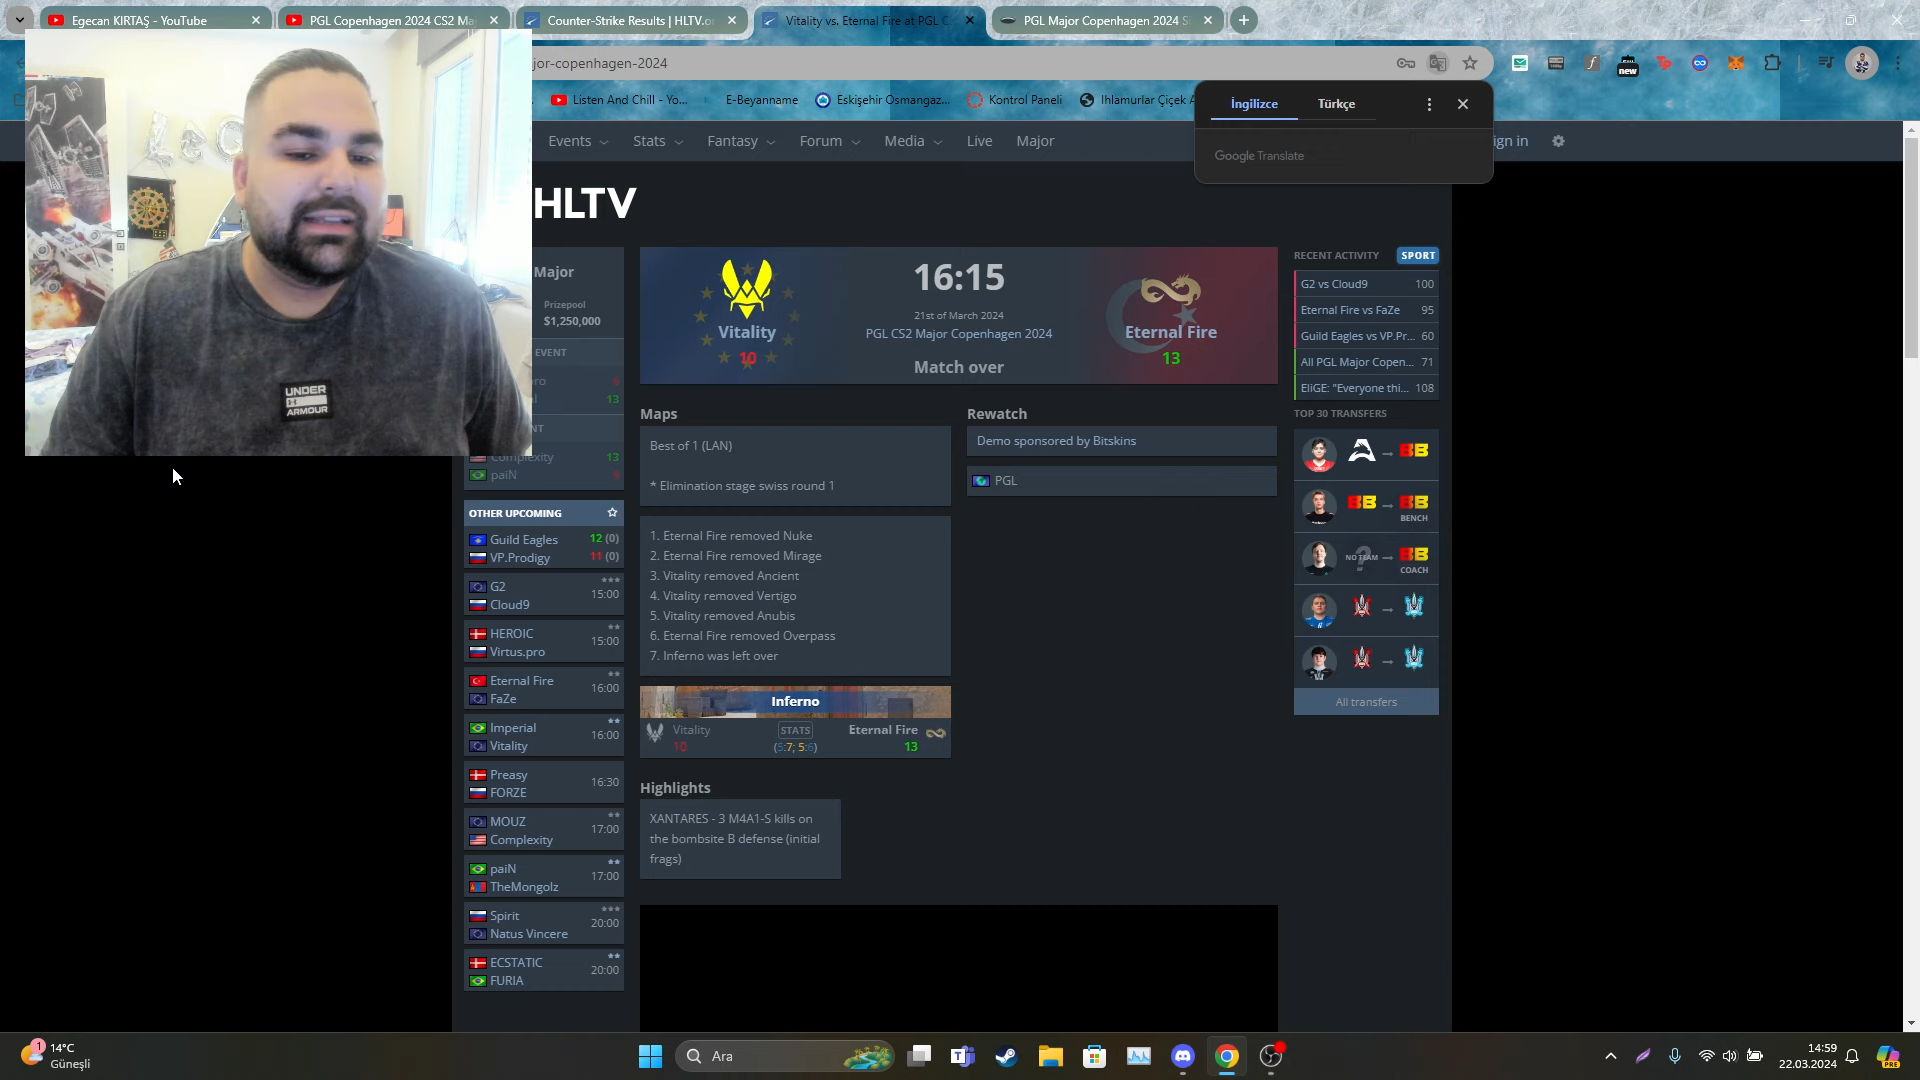 Egecan KIRTAŞ - YouTube
PGL Copenhagen 2024 CS2 Ma
Counter-Strike Results | HLTV.o
Vitality vs. Eternal Fire at PGL C
PGL Major Copenhagen 2024 S
jor-copenhagen-2024
new
Listen And Chill - Yo...
E-Beyanname
Eskişehir Osmangaz...
Kontrol Paneli
Ihlamurlar Çiçek A
İngilizce
Türkçe
Google Translate
Events
Stats
Fantasy
Forum
Media
Live
Major
ign in
HLTV
UNDER
ARMOUR
Major
Prizepool
$1,250,000
EVENT
ro
13
NT
Complexity 13
paiN
OTHER UPCOMING
Guild Eagles 12 (0)
VP.Prodigy 11 (0)
G2
Cloud9
15:00
HEROIC
Virtus.pro
15:00
Eternal Fire
FaZe
16:00
Imperial
Vitality
16:00
Preasy
FORZE
16:30
MOUZ
Complexity
17:00
paiN
TheMongolz
17:00
Spirit
Natus Vincere
20:00
ECSTATIC
FURIA
20:00
Vitality
10
16:15
21st of March 2024
PGL CS2 Major Copenhagen 2024
Match over
Eternal Fire
13
Maps
Best of 1 (LAN)
* Elimination stage swiss round 1
1. Eternal Fire removed Nuke
2. Eternal Fire removed Mirage
3. Vitality removed Ancient
4. Vitality removed Vertigo
5. Vitality removed Anubis
6. Eternal Fire removed Overpass
7. Inferno was left over
Inferno
Vitality
10
STATS
(5:7; 5:6)
Eternal Fire
13
Highlights
XANTARES - 3 M4A1-S kills on
the bombsite B defense (initial
frags)
Rewatch
Demo sponsored by Bitskins
PGL
RECENT ACTIVITY SPORT
G2 vs Cloud9 100
Eternal Fire vs FaZe 95
Guild Eagles vs VP.Pr... 60
All PGL Major Copen... 71
EliGE: "Everyone thi... 108
TOP 30 TRANSFERS
BENCH
NO TEAM
COACH
All transfers
1
14°C
Güneşli
Ara
14:59
22.03.2024
PRE